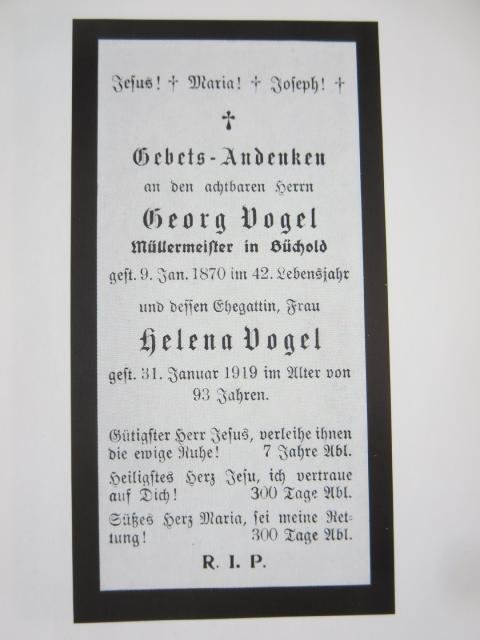 Jesus! † Maria! † Joseph! †
†
Gebets-Andenken
an den achtbaren Herrn
Georg Vogel
Müllermeister in Büchold
gest. 9. Jan. 1870 im 42. Lebensjahr
und dessen Ehegattin, Frau
Helena Vogel
gest. 31. Januar 1919 im Alter von
93 Jahren.
Gütigster Herr Jesus, verleihe ihnen
die ewige Ruhe! 7 Jahre Abl.
Heiligstes Herz Jesu, ich vertraue
auf Dich! 300 Tage Abl.
Süßes Herz Maria, sei meine Ret-
tung! 300 Tage Abl.
R. I. P.